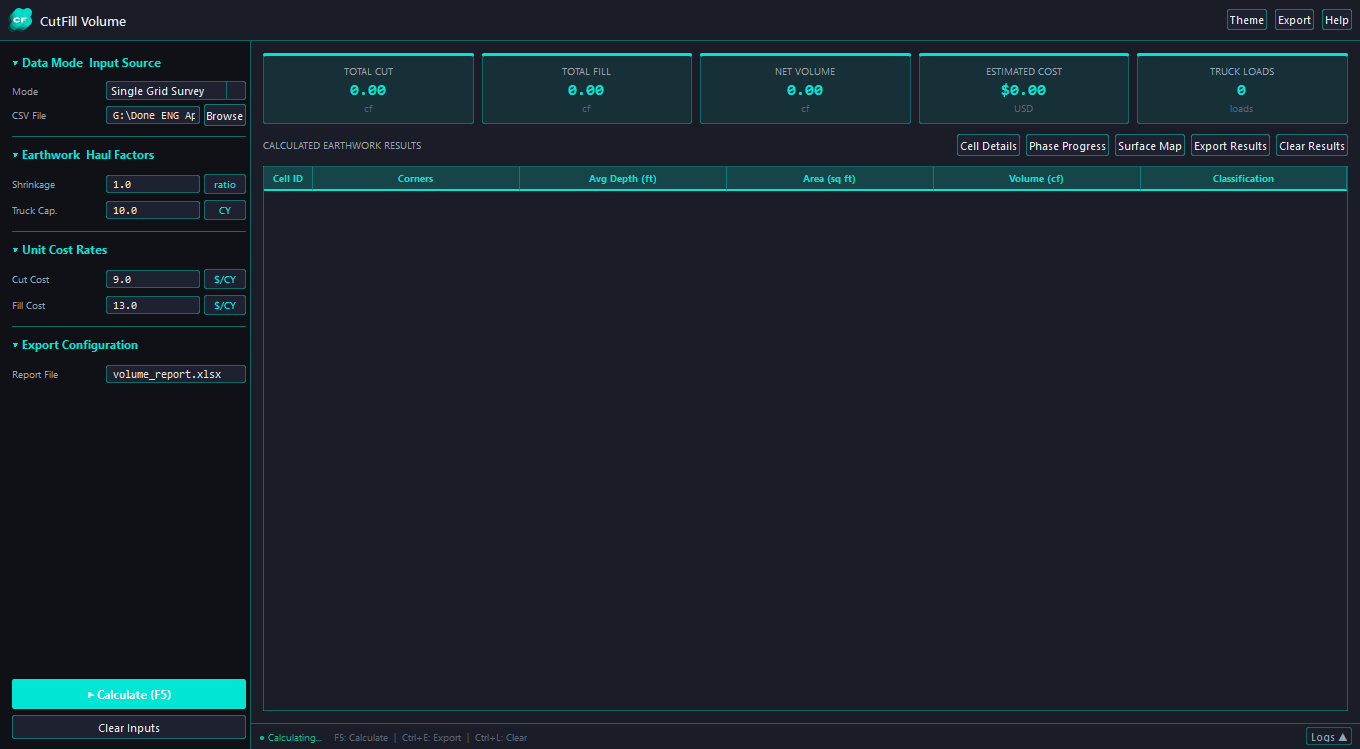 CF CutFill Volume
Theme Export Help
▾ Data Mode Input Source
Mode Single Grid Survey
CSV File G:\Done ENG Ap Browse
▾ Earthwork Haul Factors
Shrinkage 1.0 ratio
Truck Cap. 10.0 CY
▾ Unit Cost Rates
Cut Cost 9.0 $/CY
Fill Cost 13.0 $/CY
▾ Export Configuration
Report File volume_report.xlsx
▸ Calculate (F5)
Clear Inputs
TOTAL CUT
0.00
cf
TOTAL FILL
0.00
cf
NET VOLUME
0.00
cf
ESTIMATED COST
$0.00
USD
TRUCK LOADS
0
loads
CALCULATED EARTHWORK RESULTS
Cell Details Phase Progress Surface Map Export Results Clear Results
Cell ID Corners Avg Depth (ft) Area (sq ft) Volume (cf) Classification
● Calculating... F5: Calculate | Ctrl+E: Export | Ctrl+L: Clear
Logs ▲